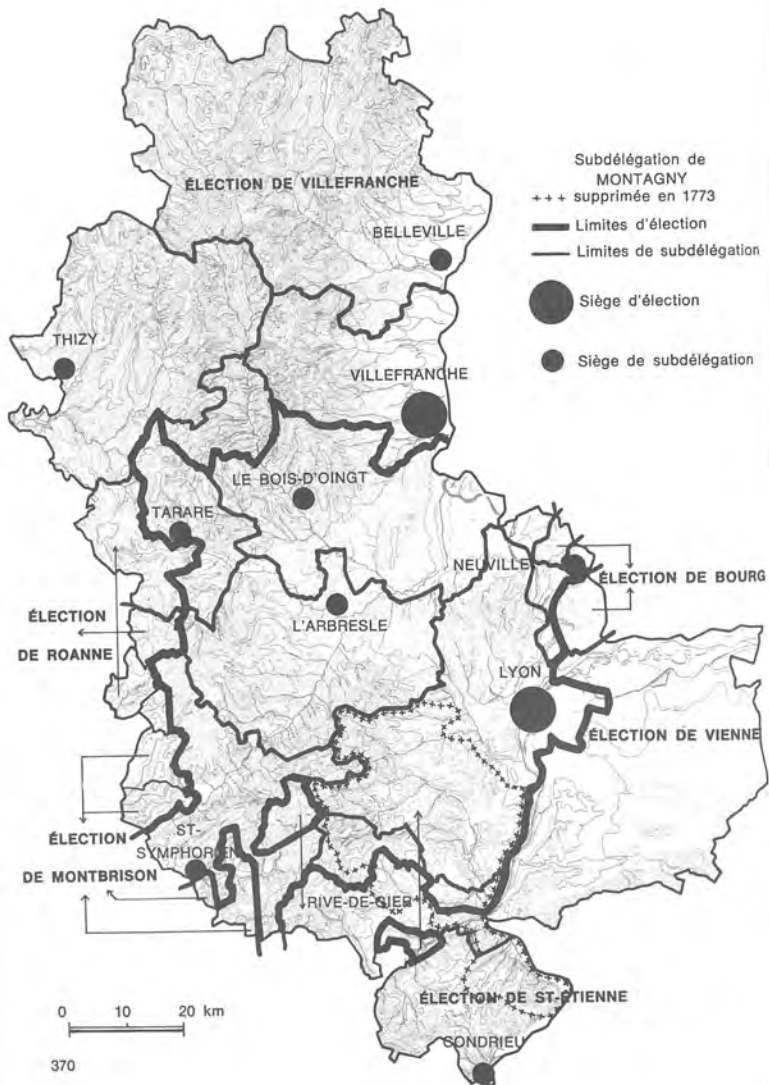 ÉLECTION DE VILLEFRANCHE
Subdélégation de
MONTAGNY
supprimée en 1773
Limites d'élection
Limites de subdélégation
Siège d'élection
Siège de subdélégation
BELLEVILLE
THIZY
VILLEFRANCHE
LE BOIS-D'OINGT
TARARE
NEUVILLE
ÉLECTION DE BOURG
ÉLECTION
DE ROANNE
L'ARBRESLE
LYON
ÉLECTION DE VIENNE
ÉLECTION
DE MONTBRISON
ST-
SYMPHORIEN
RIVE-DE-GIER
ÉLECTION DE ST-ÉTIENNE
CONDRIEU
0 10 20 km
370